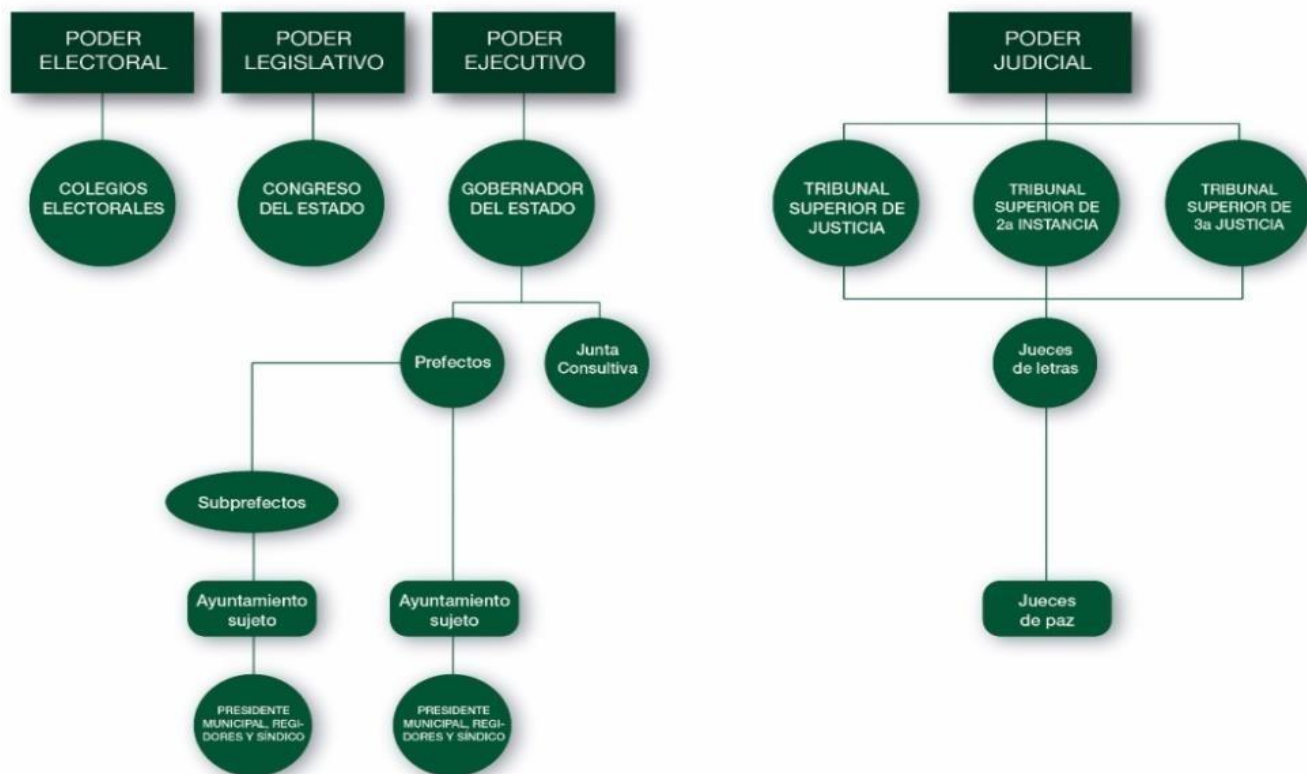 PODER
ELECTORAL
PODER
LEGISLATIVO
PODER
EJECUTIVO
PODER
JUDICIAL
COLEGIOS
ELECTORALES
CONGRESO
DEL ESTADO
GOBERNADOR
DEL ESTADO
TRIBUNAL
SUPERIOR DE
JUSTICIA
TRIBUNAL
SUPERIOR DE
2a INSTANCIA
TRIBUNAL
SUPERIOR DE
3a JUSTICIA
Prefectos
Junta
Consultiva
Jueces
de letras
Subprefectos
Ayuntamiento
sujeto
Ayuntamiento
sujeto
Jueces
de paz
PRESIDENTE
MUNICIPAL, REGI-
DORES Y SÍNDICO
PRESIDENTE
MUNICIPAL, REGI-
DORES Y SÍNDICO